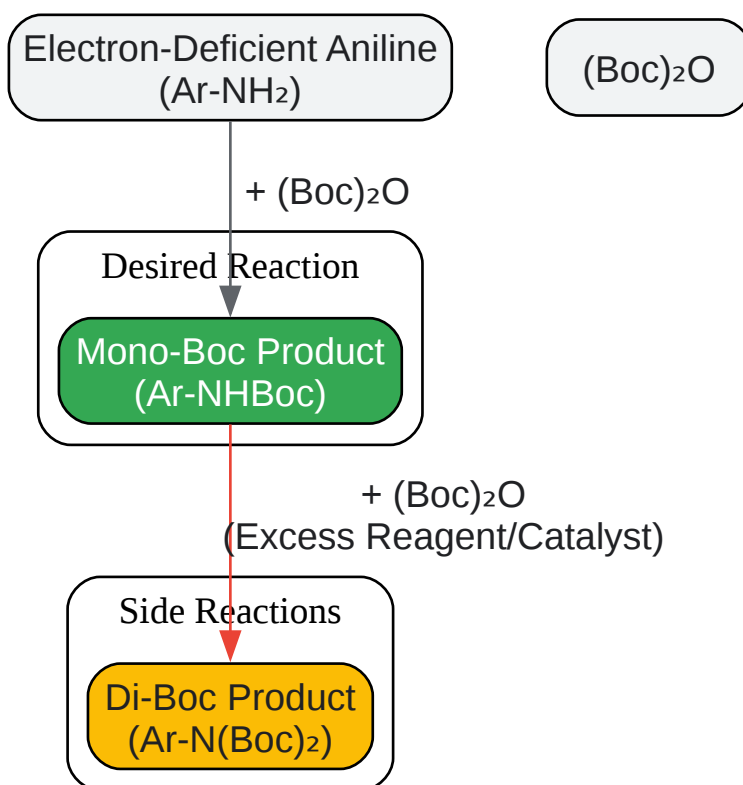 Electron-Deficient Aniline
(Ar-NH₂)
(Boc)₂O
+ (Boc)₂O
Desired Reaction
Mono-Boc Product
(Ar-NHBoc)
+ (Boc)₂O
(Excess Reagent/Catalyst)
Side Reactions
Di-Boc Product
(Ar-N(Boc)₂)